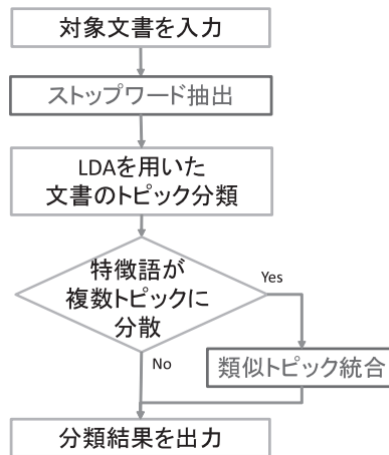 対象文書を入力
ストップワード抽出
LDAを用いた
文書のトピック分類
特徴語が
複数トピックに
分散
Yes
No
類似トピック統合
分類結果を出力